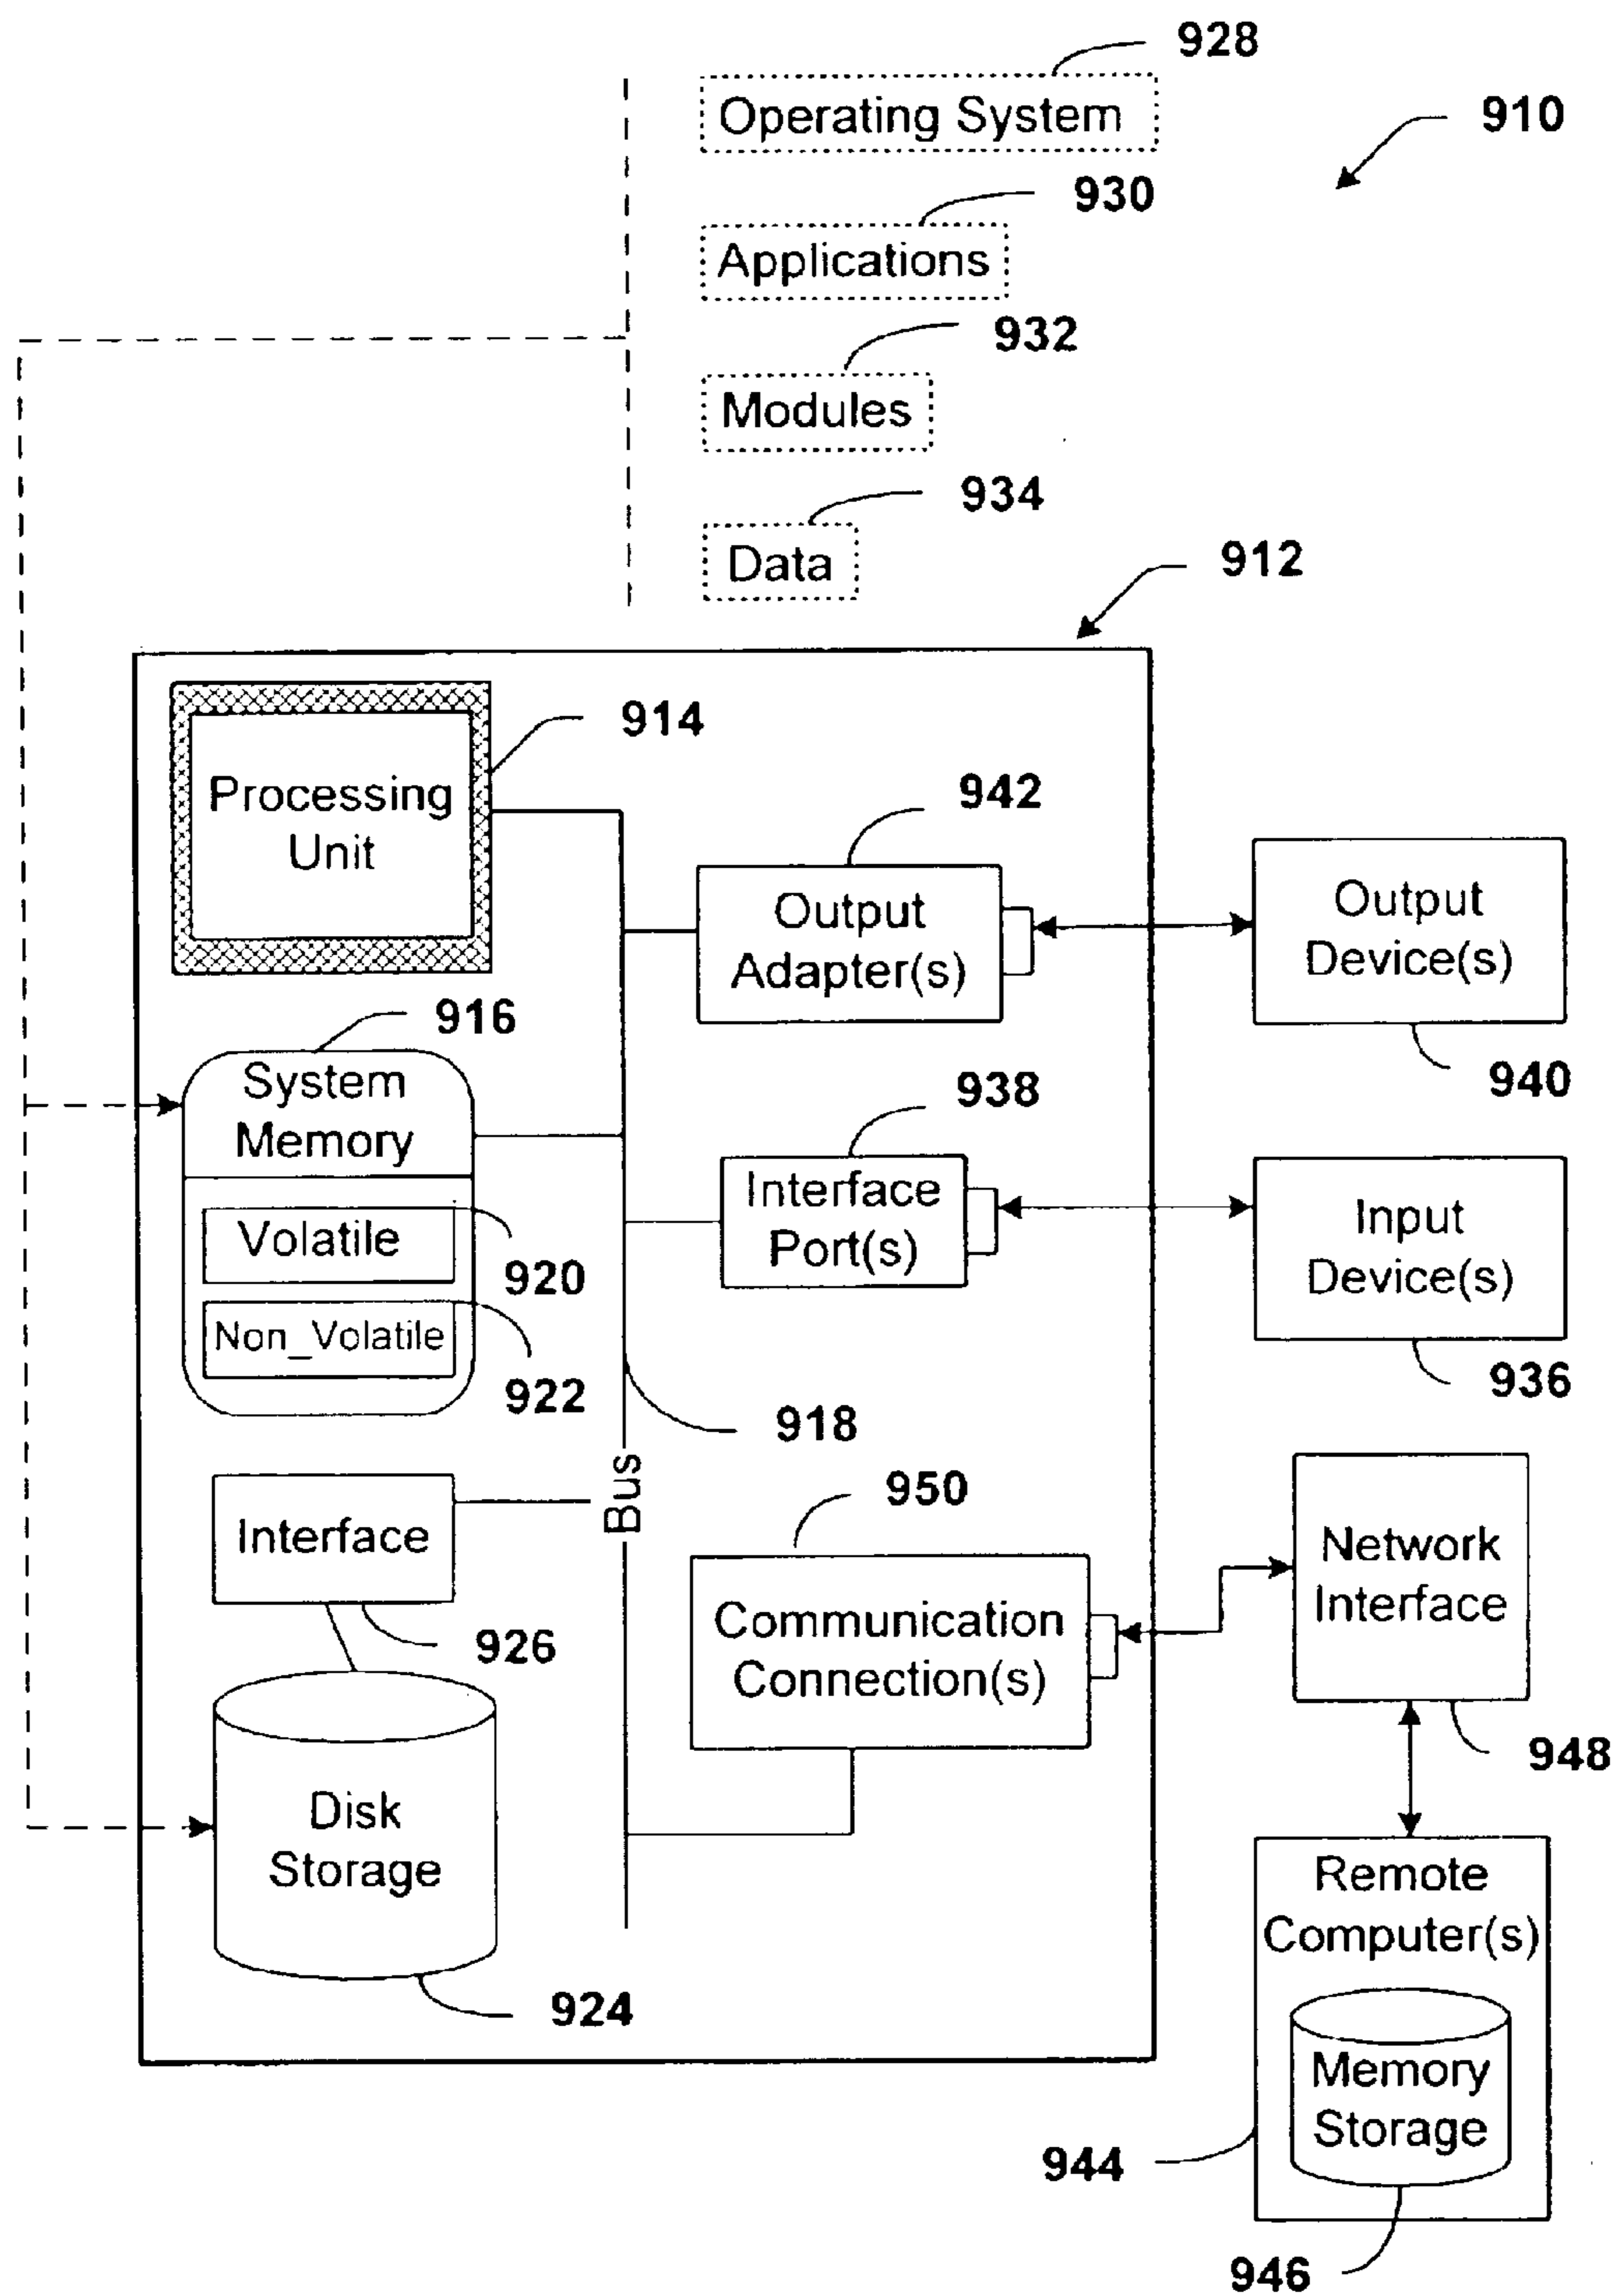 928
Operating System
910
930
Applications
932
Modules
934
Data
912
914
Processing
Unit
942
Output
Adapter(s)
Output
Device(s)
940
916
System
Memory
938
Interface
Port(s)
Input
Device(s)
936
Volatile
920
Non_Volatile
922
918
Bus
Interface
926
950
Communication
Connection(s)
Network
Interface
948
Disk
Storage
924
Remote
Computer(s)
Memory
Storage
944
946